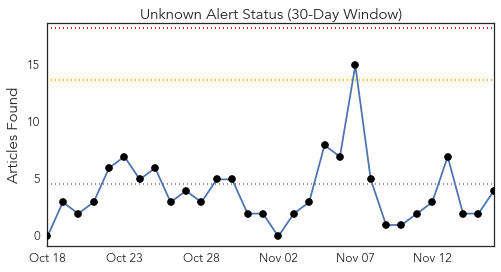 Unknown Alert Status (30-Day Window)
Articles Found
15
10
5
0
Oct 18 Oct 23 Oct 28 Nov 02 Nov 07 Nov 12